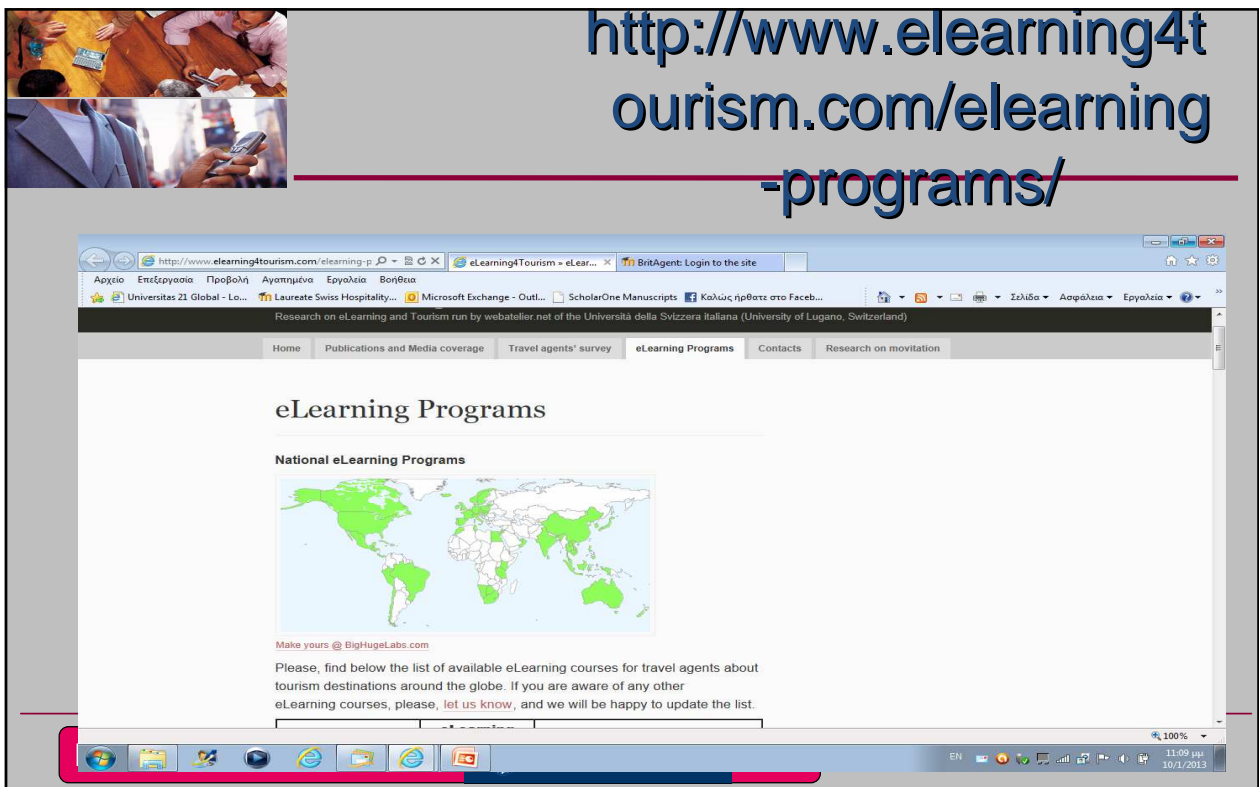 http://www.elearning4t
ourism.com/elearning
-programs/
http://www.elearning4tourism.com/elearning-p
eLearning4Tourism » eLear...
BritAgent: Login to the site
Αρχείο Επεξεργασία Προβολή Αγαπημένα Εργαλεία Βοήθεια
Universitas 21 Global - Lo... Laureate Swiss Hospitality... Microsoft Exchange - Outl... ScholarOne Manuscripts Καλώς ήρθατε στο Faceb... Σελίδα Ασφάλεια Εργαλεία
Research on eLearning and Tourism run by webatelier.net of the Università della Svizzera italiana (University of Lugano, Switzerland)
Home Publications and Media coverage Travel agents' survey eLearning Programs Contacts Research on movitation
eLearning Programs
National eLearning Programs
Make yours @ BigHugeLabs.com
Please, find below the list of available eLearning courses for travel agents about
tourism destinations around the globe. If you are aware of any other
eLearning courses, please, let us know, and we will be happy to update the list.
100%
EN
11:09 μμ
10/1/2013